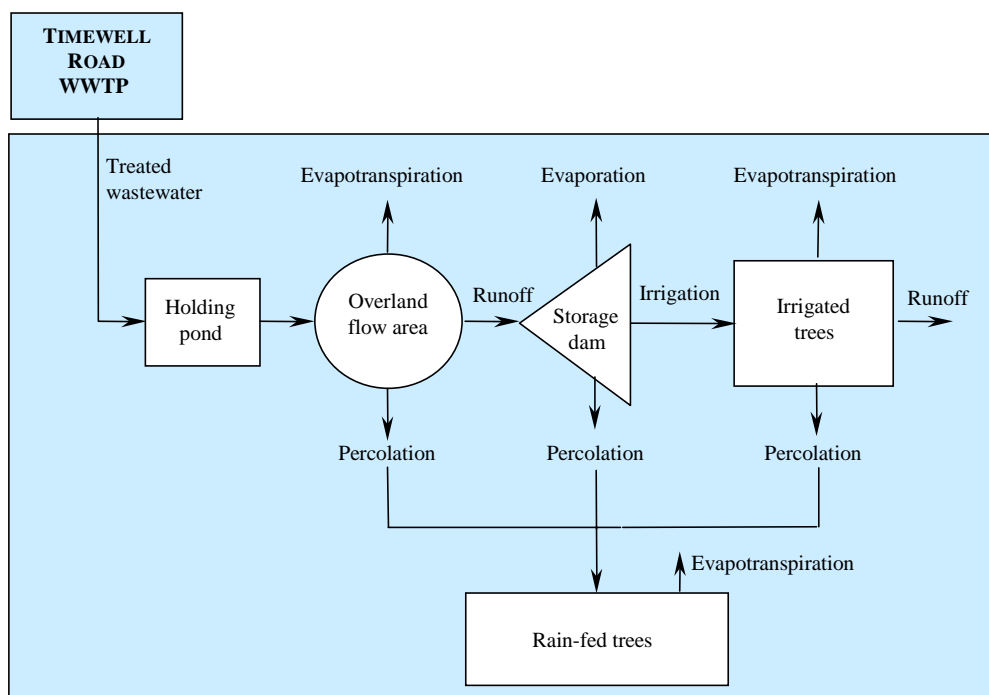 TIMEWELL
ROAD
WWTP
Treated
wastewater
Evapotranspiration
Evaporation
Evapotranspiration
Holding
pond
Overland
flow area
Runoff
Storage
dam
Irrigation
Irrigated
trees
Runoff
Percolation
Percolation
Percolation
Evapotranspiration
Rain-fed trees